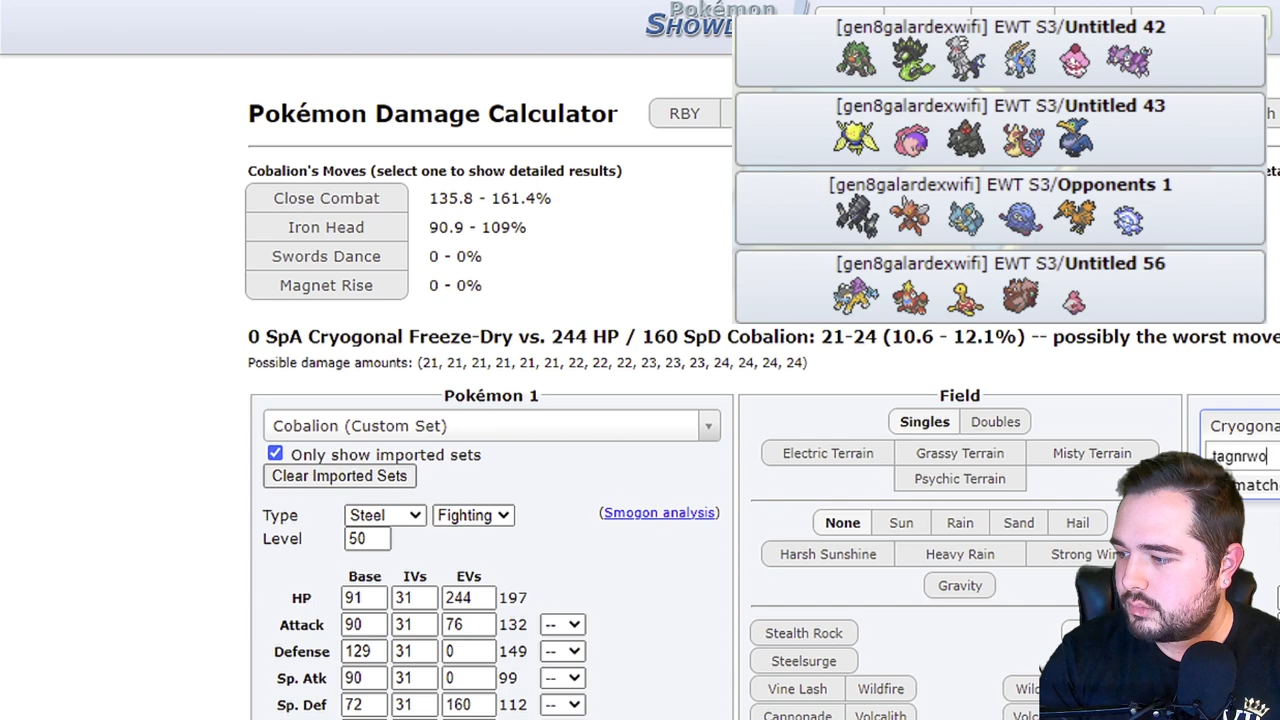 Pokémon
SHOWD
[gen8galardexwifi] EWT S3/Untitled 42
Pokémon Damage Calculator
RBY
[gen8galardexwifi] EWT S3/Untitled 43
Cobalion's Moves (select one to show detailed results)
Close Combat 135.8 - 161.4%
[gen8galardexwifi] EWT S3/Opponents 1
Iron Head 90.9 - 109%
Swords Dance 0 - 0%
[gen8galardexwifi] EWT S3/Untitled 56
Magnet Rise 0 - 0%
0 SpA Cryogonal Freeze-Dry vs. 244 HP / 160 SpD Cobalion: 21-24 (10.6 - 12.1%) -- possibly the worst move
Possible damage amounts: (21, 21, 21, 21, 21, 21, 22, 22, 22, 23, 23, 23, 24, 24, 24, 24)
Pokémon 1
Cobalion (Custom Set)
Only show imported sets
Clear Imported Sets
Type Steel Fighting (Smogon analysis)
Level 50
Base IVs EVs
HP 91 31 244 197
Attack 90 31 76 132 --
Defense 129 31 0 149 --
Sp. Atk 90 31 0 99 --
Sp. Def 72 31 160 112 --
Field
Singles Doubles
Electric Terrain Grassy Terrain Misty Terrain
Psychic Terrain
None Sun Rain Sand Hail
Harsh Sunshine Heavy Rain Strong Win
Gravity
Stealth Rock
Steelsurge
Vine Lash Wildfire
Cannonade Volcalith
Cryogona
tagnrwo
match